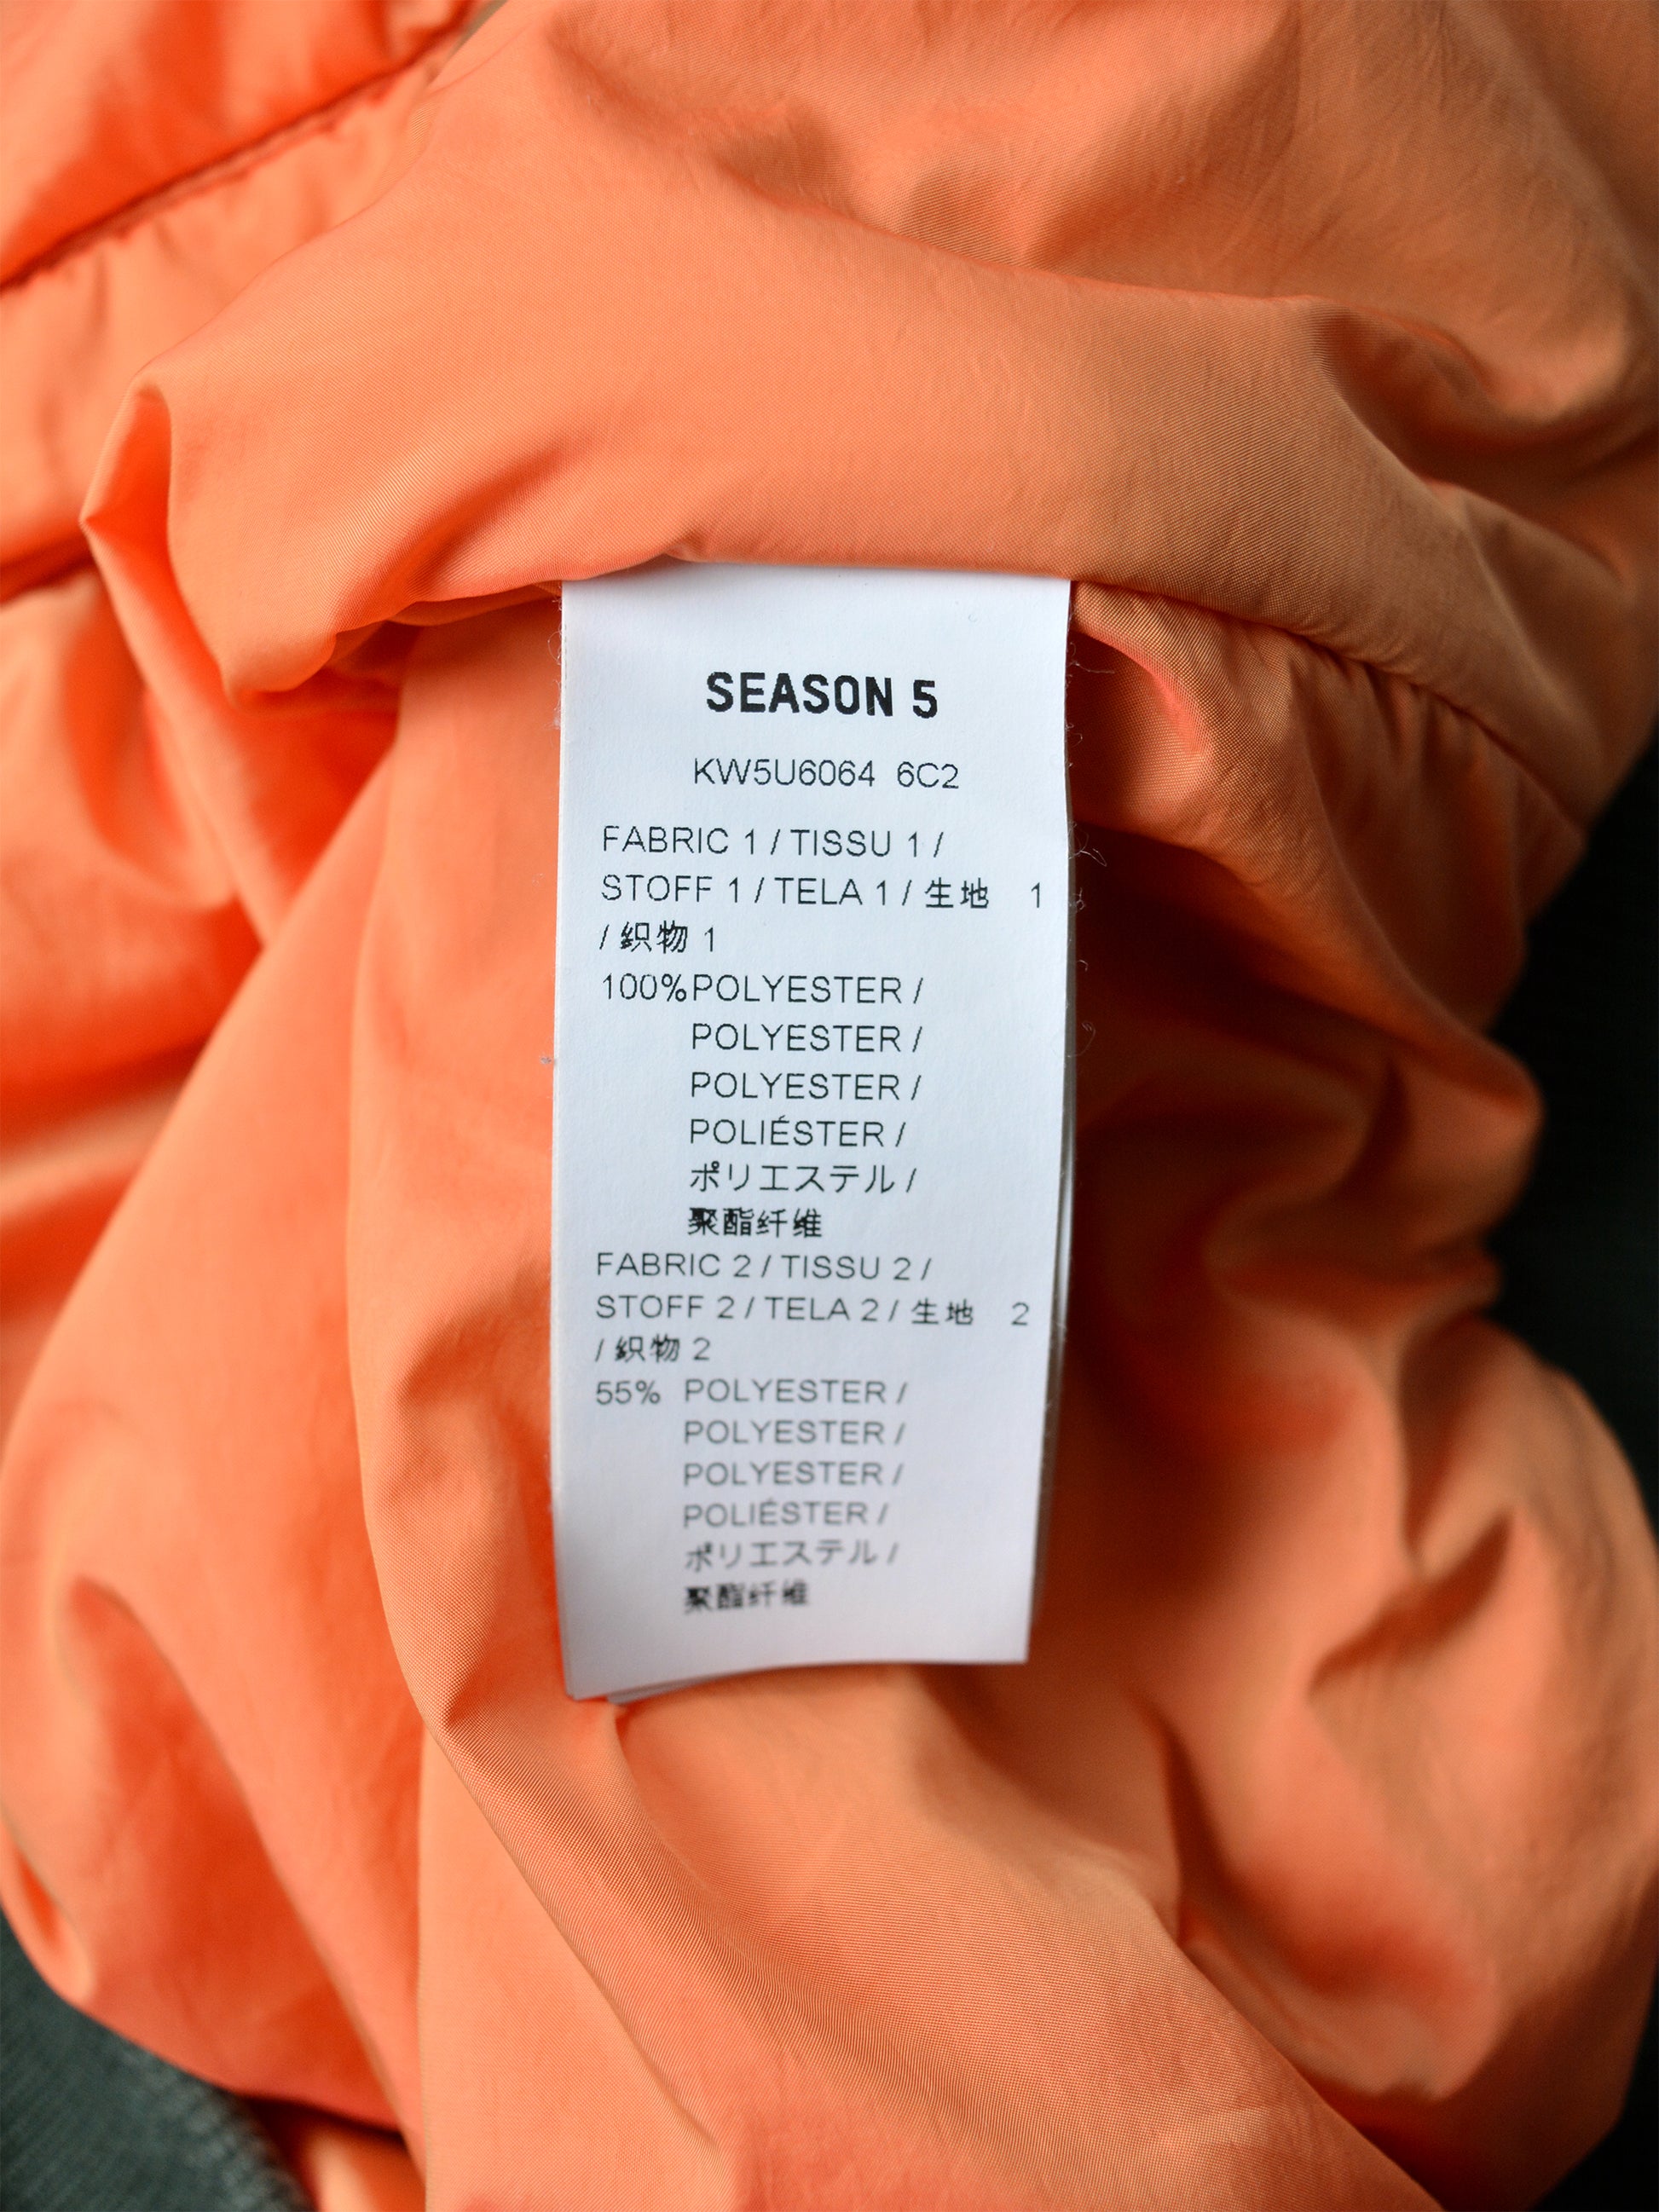 SEASON 5
KW5U6064 6C2
FABRIC 1 / TISSU 1 /
STOFF 1 / TELA 1 / 生地　1
/ 织物 1
100%POLYESTER /
POLYESTER /
POLYESTER /
POLIÉSTER /
ポリエステル /
聚酯纤维
FABRIC 2 / TISSU 2 /
STOFF 2 / TELA 2 / 生地　2
/ 织物 2
55% POLYESTER /
POLYESTER /
POLYESTER /
POLIÉSTER /
ポリエステル /
聚酯纤维